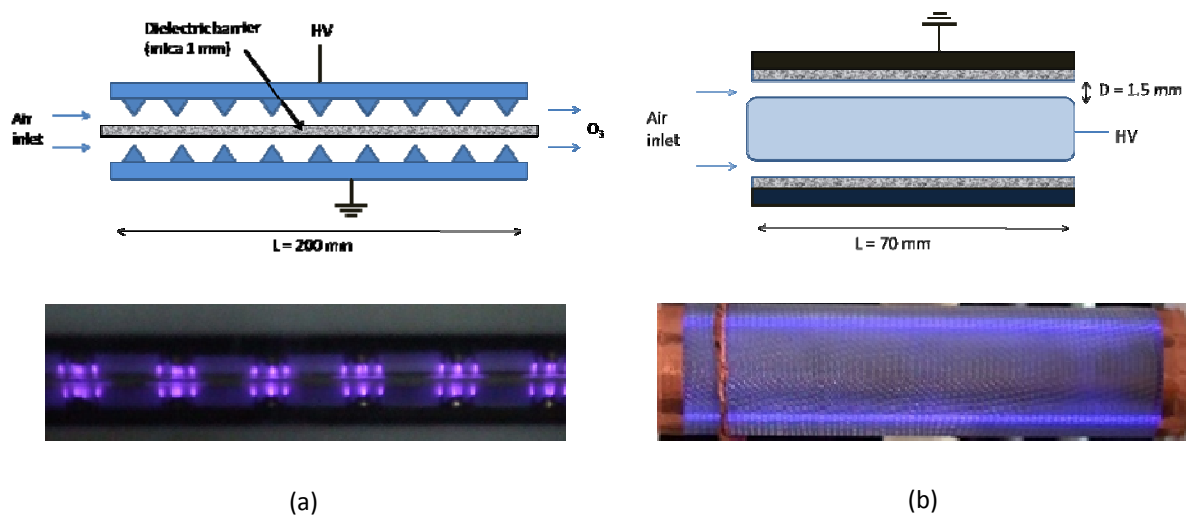 Dielectric barrier
(mica 1 mm)
HV
Air
inlet
O₃
L = 200 mm
D = 1.5 mm
Air
inlet
HV
L = 70 mm
(a)
(b)